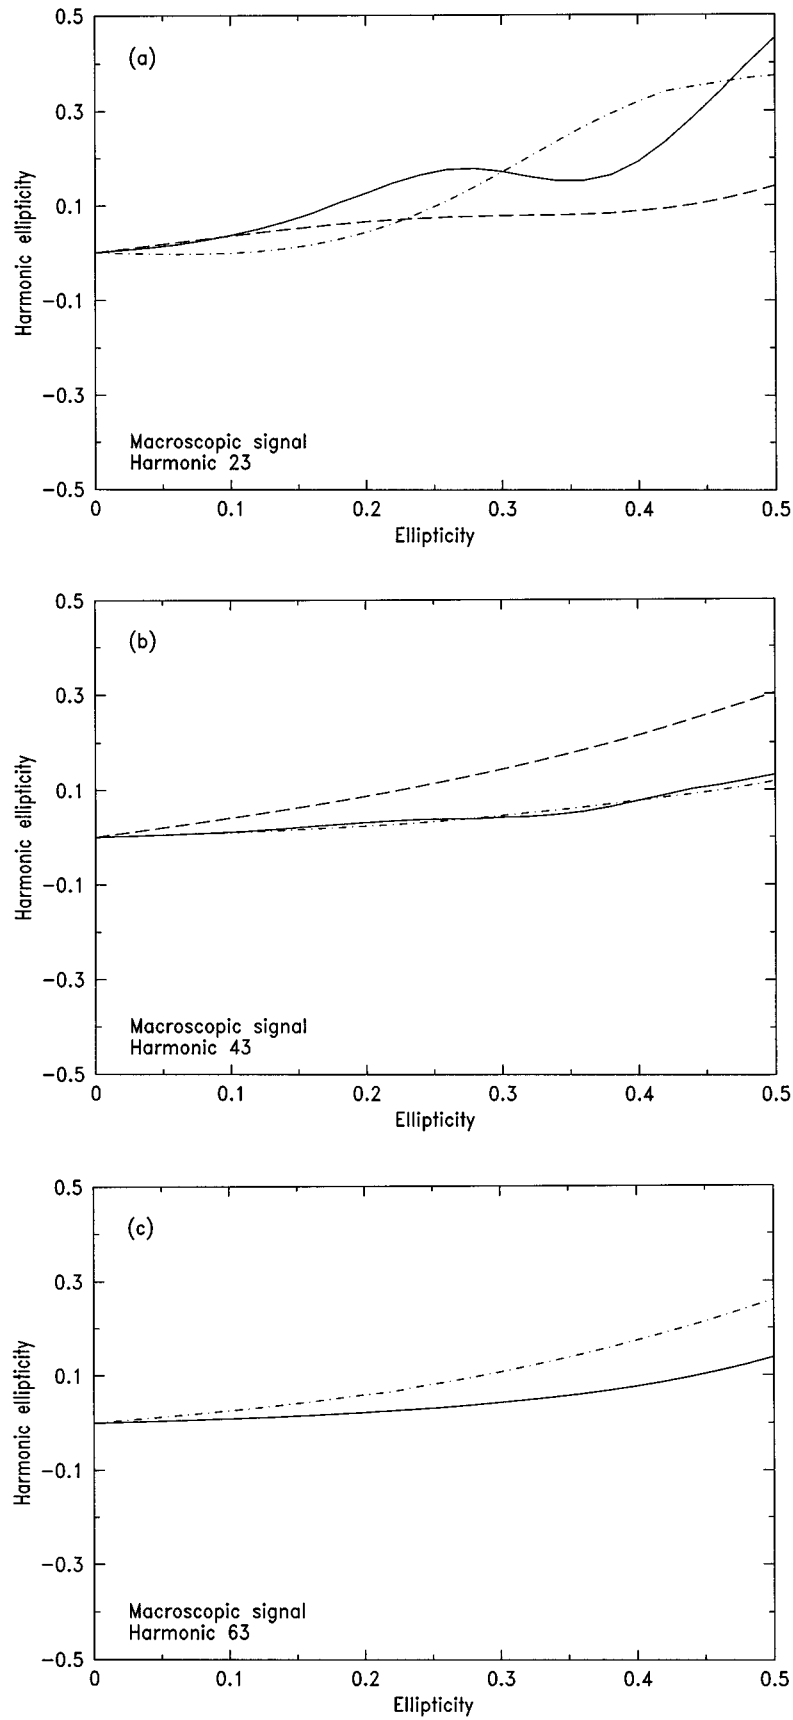 0.5
(a)
0.3
0.1
Harmonic ellipticity
−0.1
−0.3
Macroscopic signal
Harmonic 23
−0.5
0 0.1 0.2 0.3 0.4 0.5
Ellipticity
0.5
(b)
0.3
0.1
Harmonic ellipticity
−0.1
−0.3
Macroscopic signal
Harmonic 43
−0.5
0 0.1 0.2 0.3 0.4 0.5
Ellipticity
0.5
(c)
0.3
0.1
Harmonic ellipticity
−0.1
−0.3
Macroscopic signal
Harmonic 63
−0.5
0 0.1 0.2 0.3 0.4 0.5
Ellipticity